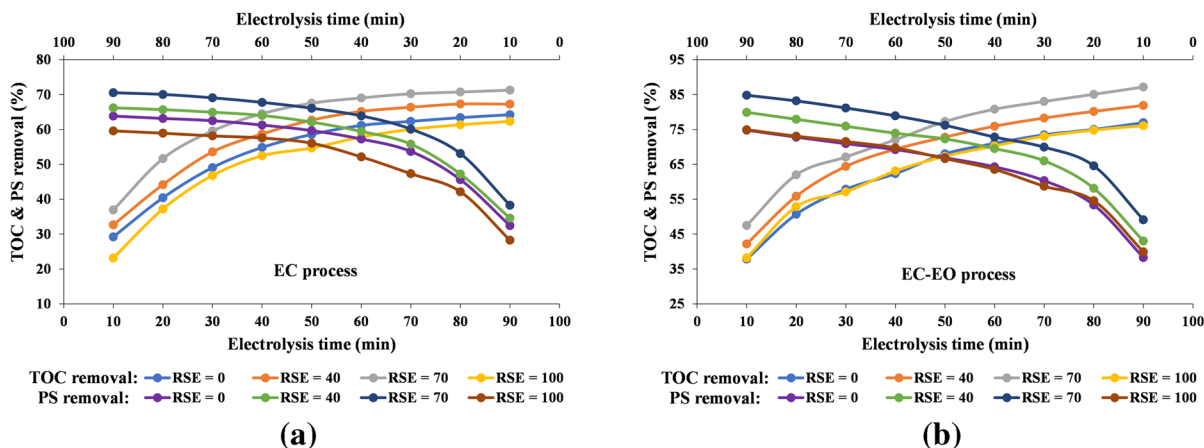 Electrolysis time (min)
100 90 80 70 60 50 40 30 20 10 0
80
70
60
50
40
30
20
10
TOC & PS removal (%)
EC process
0 10 20 30 40 50 60 70 80 90 100
Electrolysis time (min)
TOC removal: RSE = 0 RSE = 40 RSE = 70 RSE = 100
PS removal: RSE = 0 RSE = 40 RSE = 70 RSE = 100
(a)
Electrolysis time (min)
100 90 80 70 60 50 40 30 20 10 0
95
85
75
65
55
45
35
25
TOC & PS removal (%)
EC-EO process
0 10 20 30 40 50 60 70 80 90 100
Electrolysis time (min)
TOC removal: RSE = 0 RSE = 40 RSE = 70 RSE = 100
PS removal: RSE = 0 RSE = 40 RSE = 70 RSE = 100
(b)